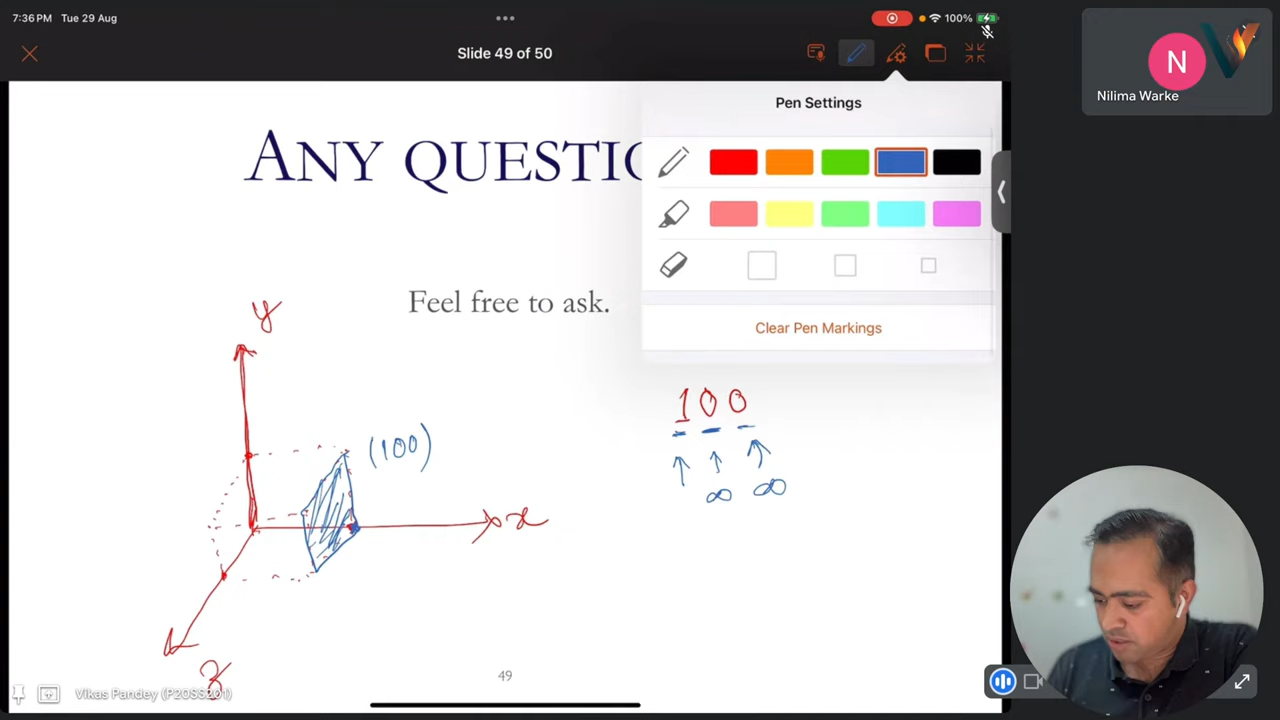 7:36 PM Tue 29 Aug
100%
Slide 49 of 50
Pen Settings
N
Nilima Warke
ANY QUESTIO
Feel free to ask.
Clear Pen Markings
y
100
(100)
∞ ∞
x
z
49
Vikas Pandey (P20SS201)